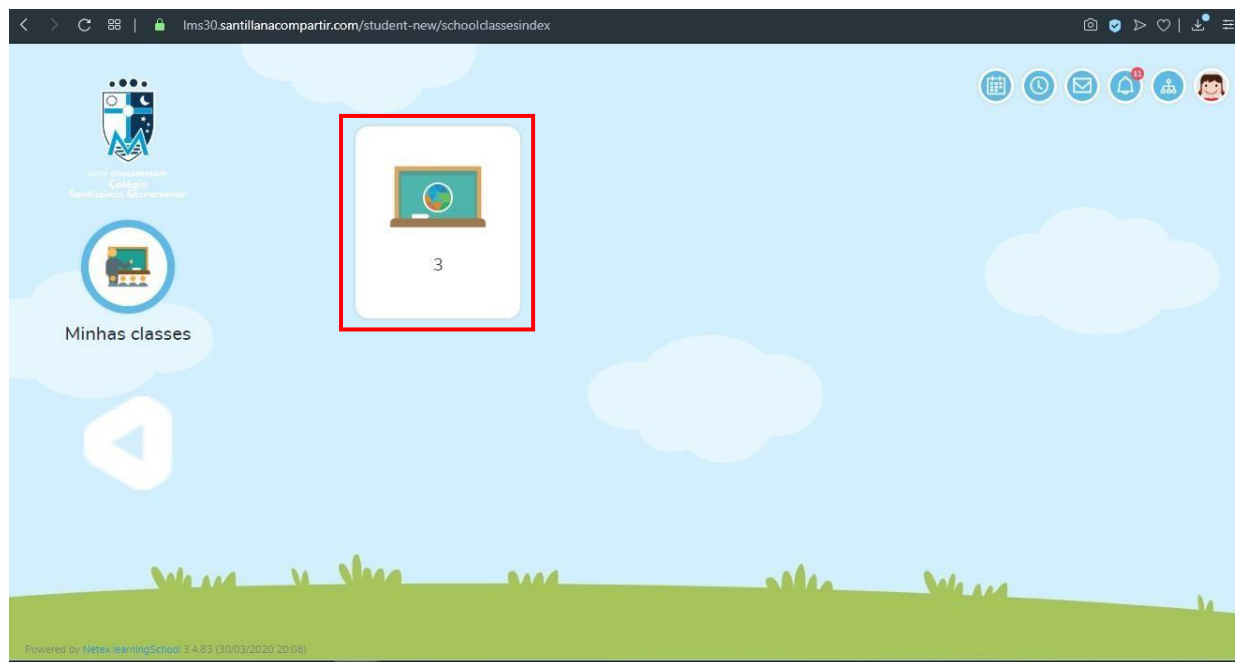 lms30.santillanacompartir.com/student-new/schoolclassesindex
11
Colégio
Santíssimo Sacramento
3
Minhas classes
Powered by Netex learningSchool 3.4.83 (30/03/2020 20:08)